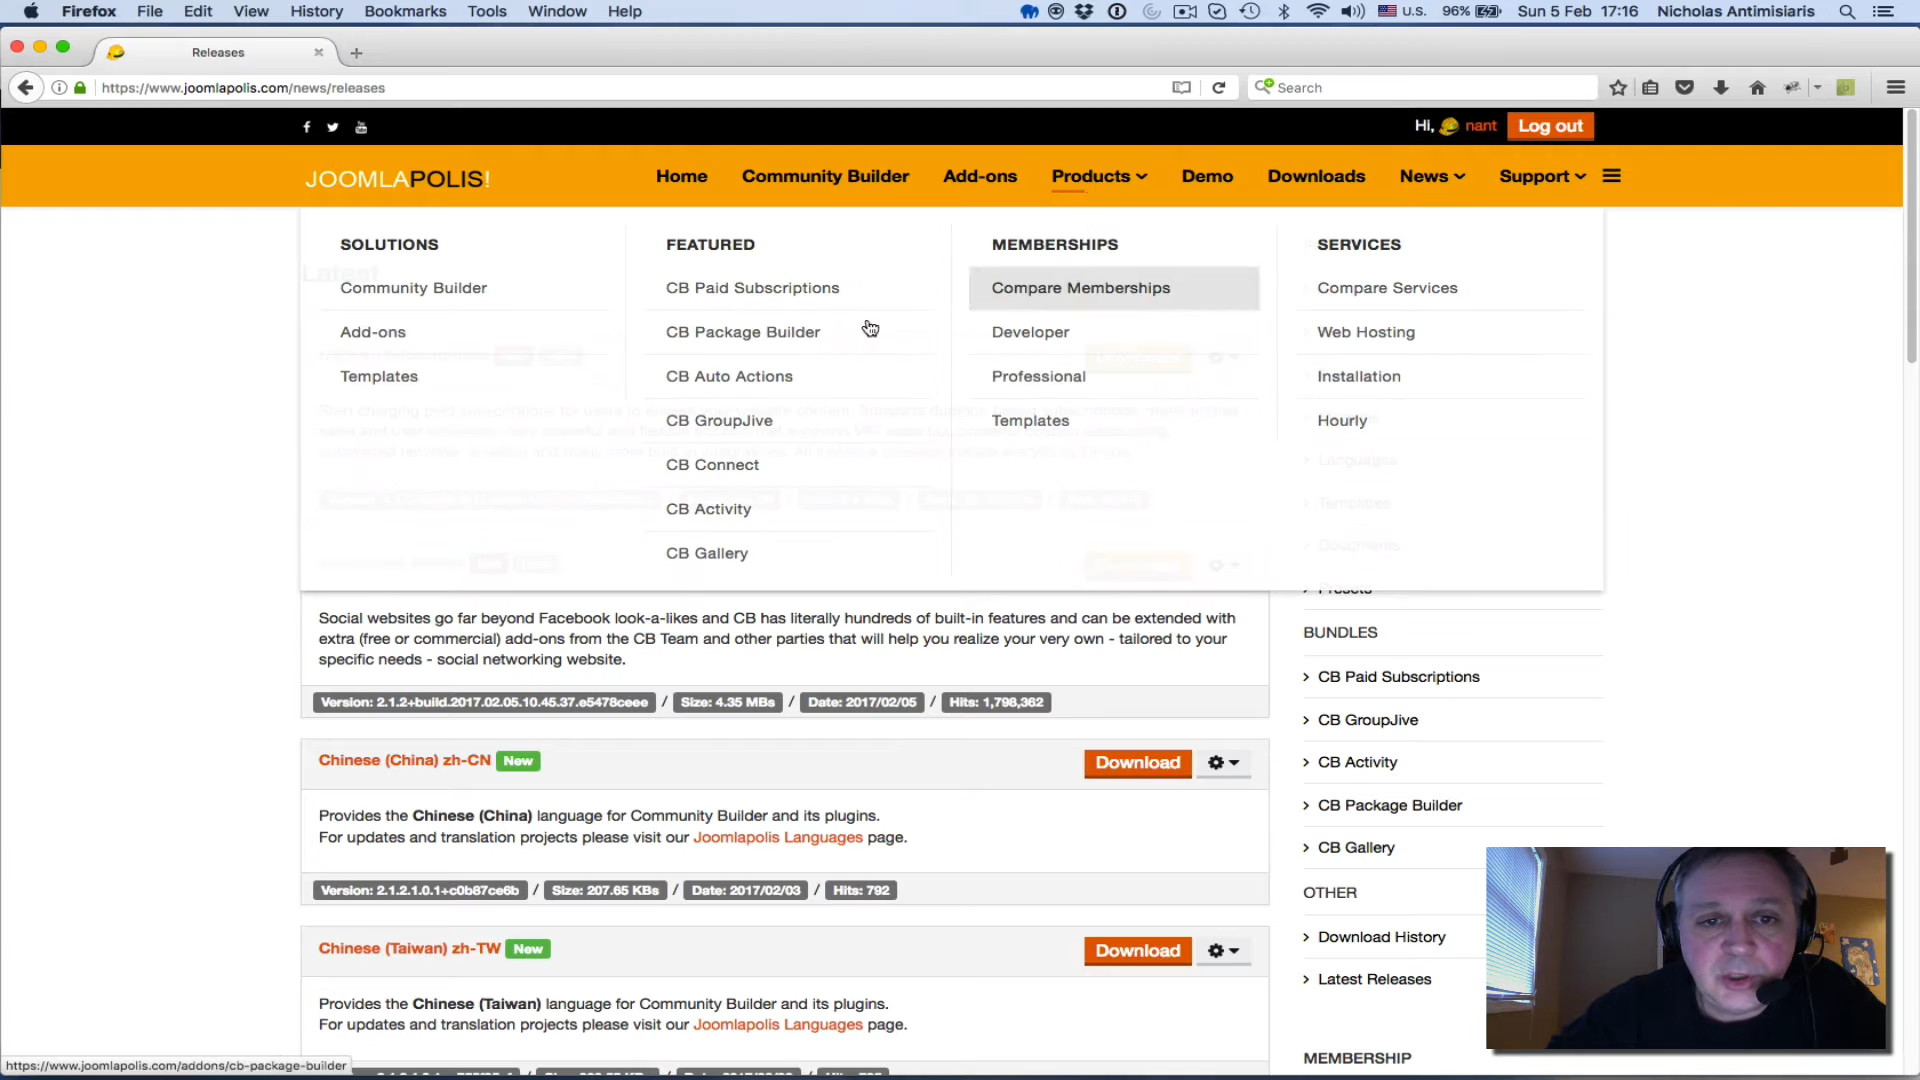 Firefox File Edit View History Bookmarks Tools Window Help U.S. 96% Sun 5 Feb 17:16 Nicholas Antimisiaris
Releases
https://www.joomlapolis.com/news/releases
Search
Hi, nant Log out
JOOMLAPOLIS!
Home Community Builder Add-ons Products Demo Downloads News Support
SOLUTIONS FEATURED MEMBERSHIPS SERVICES
Latest
Community Builder CB Paid Subscriptions Compare Memberships Compare Services
Add-ons CB Package Builder Developer Web Hosting
Templates CB Auto Actions Professional Installation
CB GroupJive Templates Hourly
Languages
CB Connect
Templates
CB Activity
Documents
CB Gallery
Presets
Social websites go far beyond Facebook look-a-likes and CB has literally hundreds of built-in features and can be extended with
extra (free or commercial) add-ons from the CB Team and other parties that will help you realize your very own - tailored to your
specific needs - social networking website.
Version: 2.1.2+build.2017.02.05.10.45.37.e5478ceee / Size: 4.35 MBs / Date: 2017/02/05 / Hits: 1,798,362
Chinese (China) zh-CN New Download
Provides the Chinese (China) language for Community Builder and its plugins.
For updates and translation projects please visit our Joomlapolis Languages page.
Version: 2.1.2.1.0.1+c0b87ce6b / Size: 207.65 KBs / Date: 2017/02/03 / Hits: 792
Chinese (Taiwan) zh-TW New Download
Provides the Chinese (Taiwan) language for Community Builder and its plugins.
For updates and translation projects please visit our Joomlapolis Languages page.
BUNDLES
CB Paid Subscriptions
CB GroupJive
CB Activity
CB Package Builder
CB Gallery
OTHER
Download History
Latest Releases
MEMBERSHIP
https://www.joomlapolis.com/addons/cb-package-builder